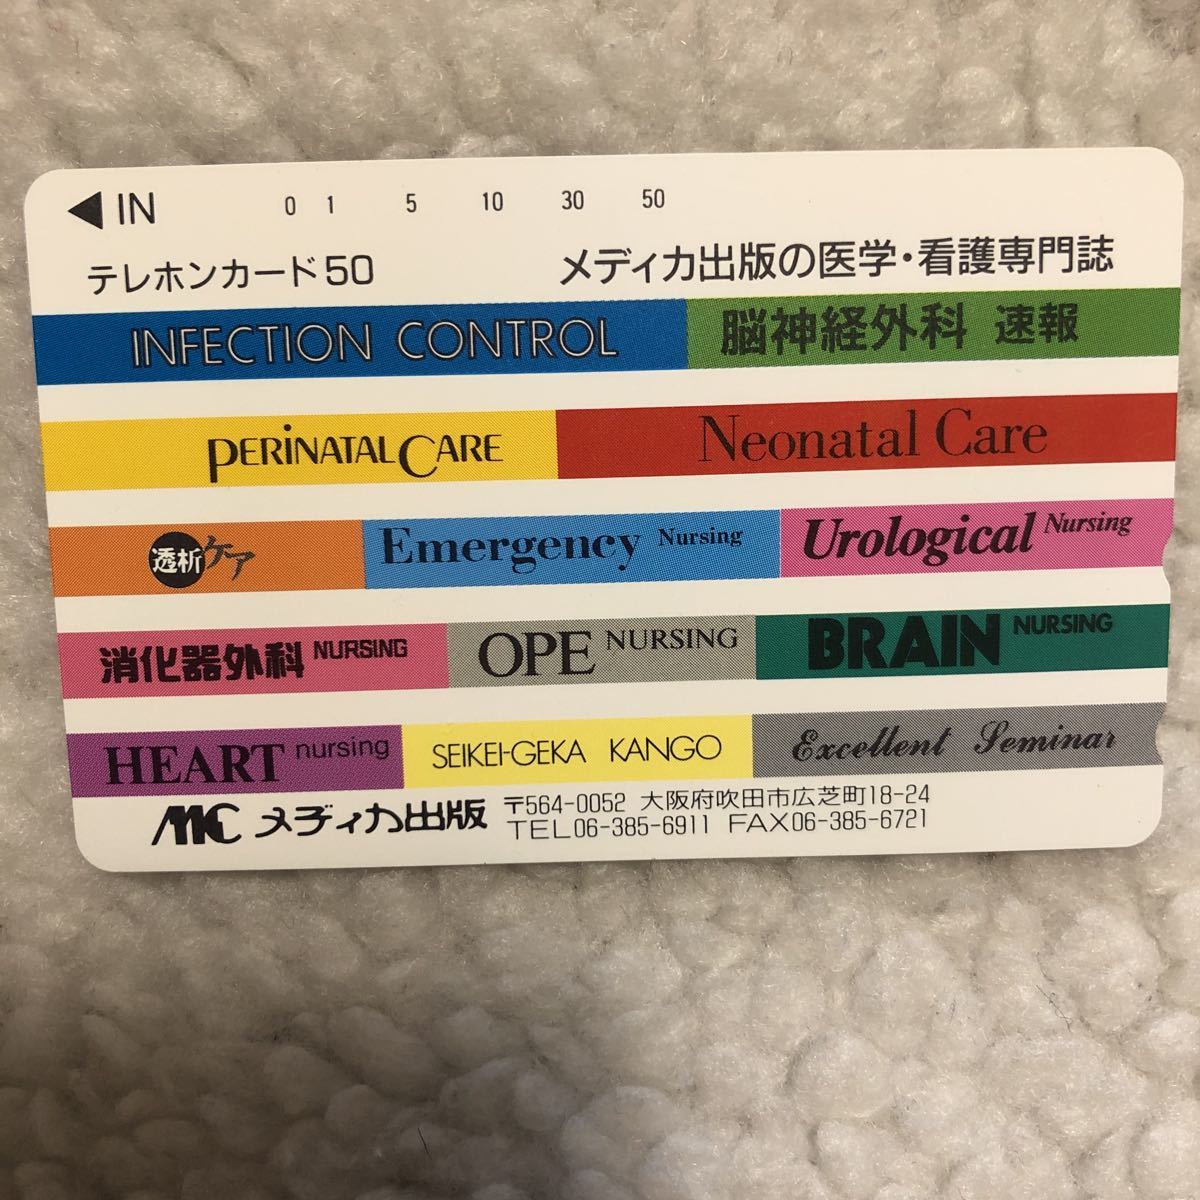 ◀IN 0 1 5 10 30 50
テレホンカード50 メディカ出版の医学・看護専門誌
INFECTION CONTROL 脳神経外科 速報
PERiNATAL CARE Neonatal Care
透析ケア Emergency Nursing Urological Nursing
消化器外科 NURSING OPE NURSING BRAIN NURSING
HEART nursing SEIKEI-GEKA KANGO Excellent Seminar
MC メディカ出版 〒564-0052 大阪府吹田市広芝町18-24
TEL06-385-6911 FAX06-385-6721